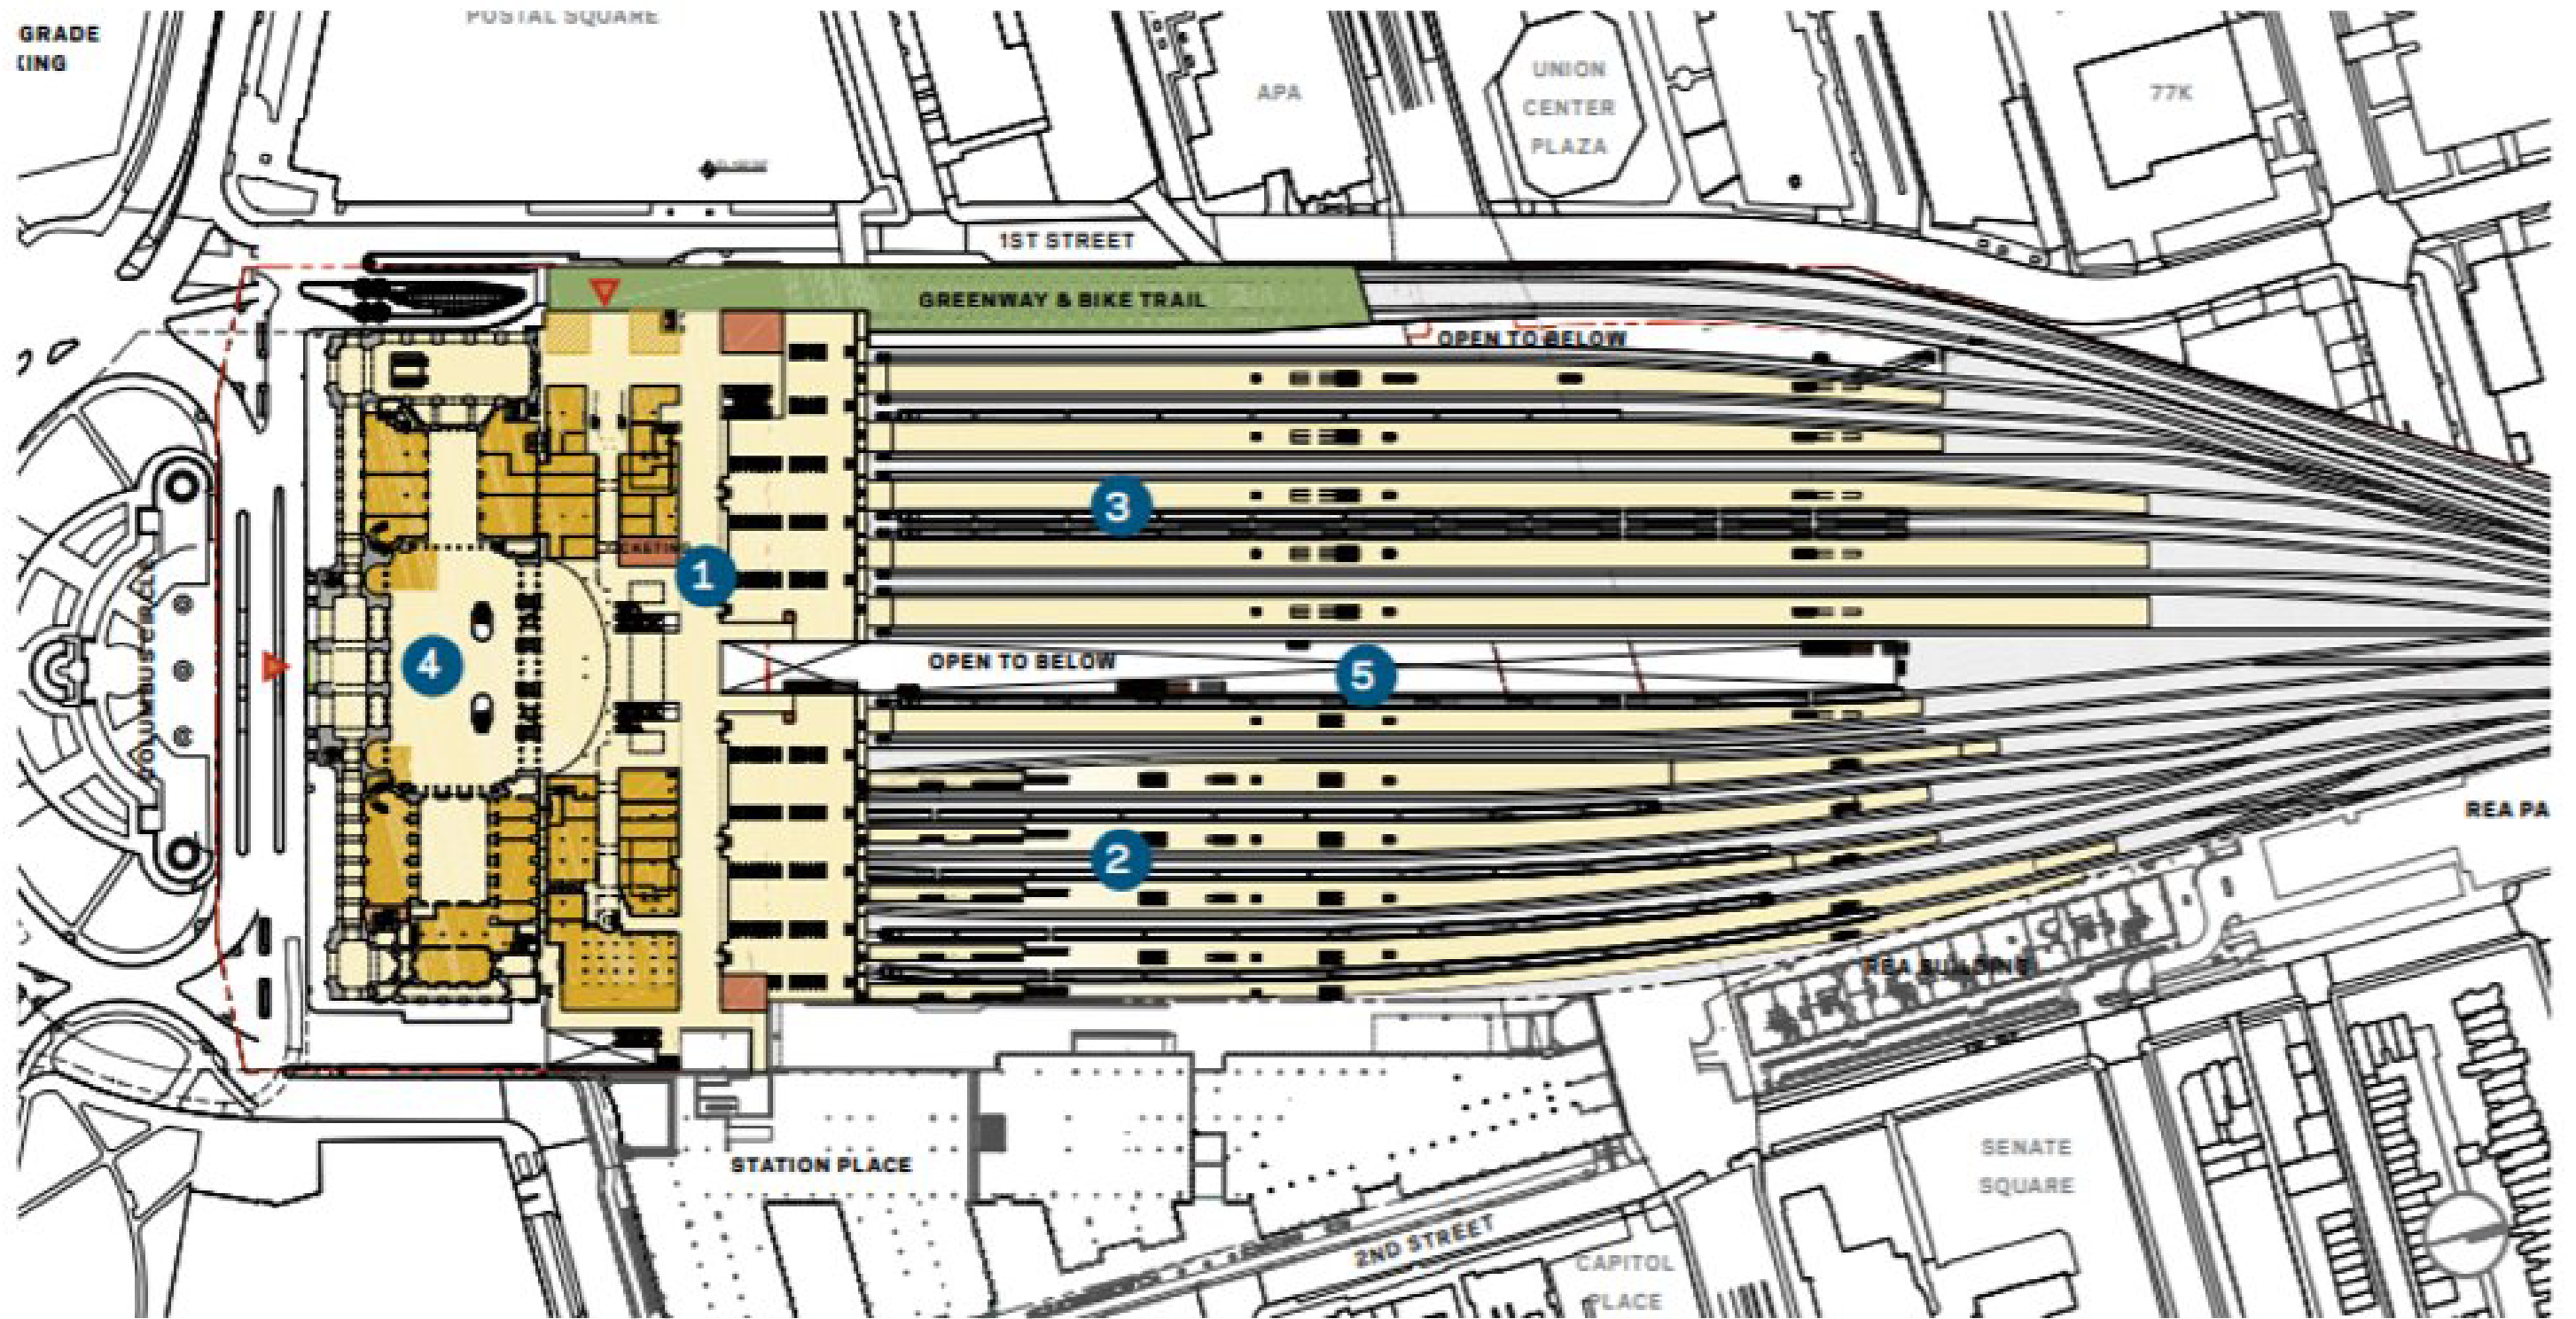 POSTAL SQUARE
GRADE
KING
APA
UNION
CENTER
PLAZA
77K
1ST STREET
GREENWAY & BIKE TRAIL
OPEN TO BELOW
3
1
4
OPEN TO BELOW
5
2
REA PA
REA BUILDING
STATION PLACE
2ND STREET
SENATE
SQUARE
CAPITOL
PLACE